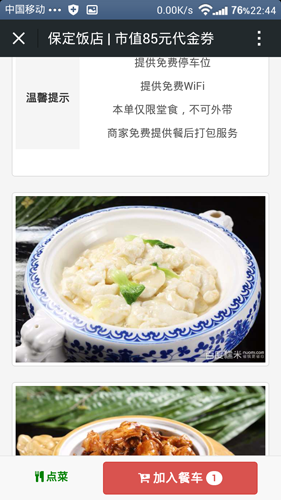 中国移动 0.00K/s 76% 22:44
保定饭店 | 市值85元代金券
提供免费停车位
提供免费WiFi
温馨提示
本单仅限堂食，不可外带
商家免费提供餐后打包服务
百度糯米
nuomi.com
点菜
加入餐车 1